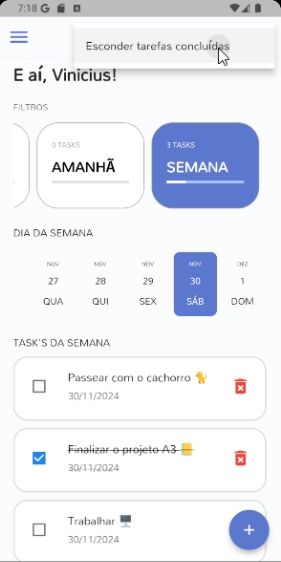 7:18
Esconder tarefas concluídas
E aí, Vinicius!
FILTROS
0 TASKS
AMANHÃ
3 TASKS
SEMANA
DIA DA SEMANA
NOV NOV NOV NOV DEZ
27 28 29 30 1
QUA QUI SEX SÁB DOM
TASK'S DA SEMANA
Passear com o cachorro 🐈
30/11/2024
Finalizar o projeto A3 📒
30/11/2024
Trabalhar 🖥️
30/11/2024
+